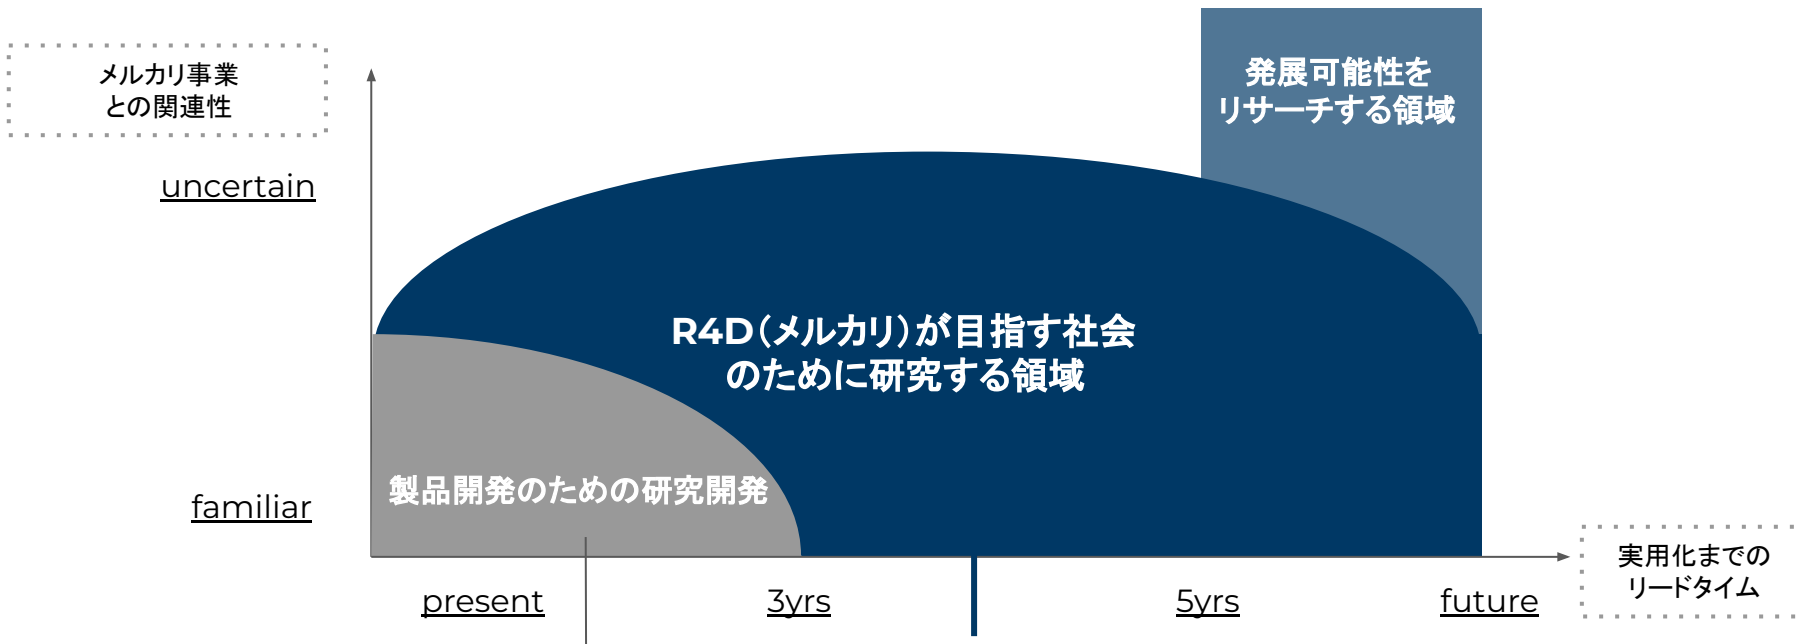 メルカリ事業
との関連性
発展可能性を
リサーチする領域
uncertain
R4D（メルカリ）が目指す社会
のために研究する領域
製品開発のための研究開発
familiar
実用化までの
リードタイム
present
3yrs
5yrs
future